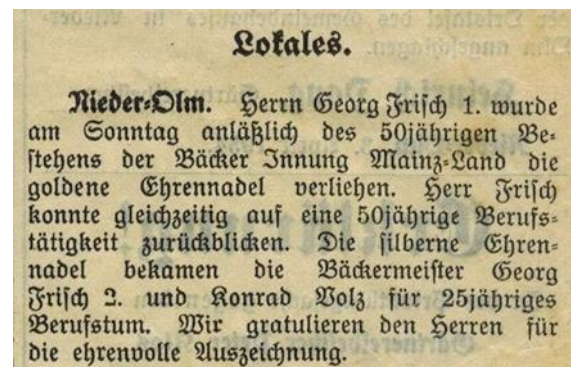 Lokales.
Nieder-Olm. Herrn Georg Frisch 1. wurde
am Sonntag anläßlich des 50jährigen Be-
stehens der Bäcker Innung Mainz-Land die
goldene Ehrennadel verliehen. Herr Frisch
konnte gleichzeitig auf eine 50jährige Berufs-
tätigkeit zurückblicken. Die silberne Ehren-
nadel bekamen die Bäckermeister Georg
Frisch 2. und Konrad Volz für 25jähriges
Berufstum. Wir gratulieren den Herren für
die ehrenvolle Auszeichnung.